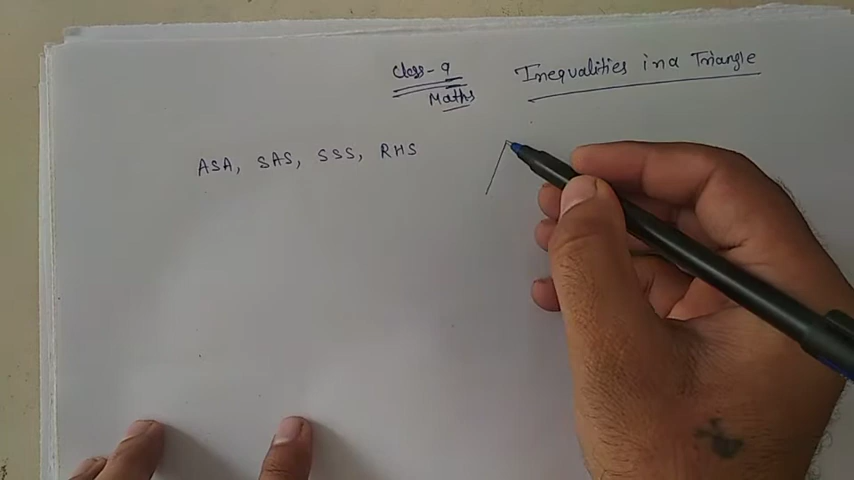 Class-9 Inequalities in a Triangle
Maths
ASA, SAS, SSS, RHS